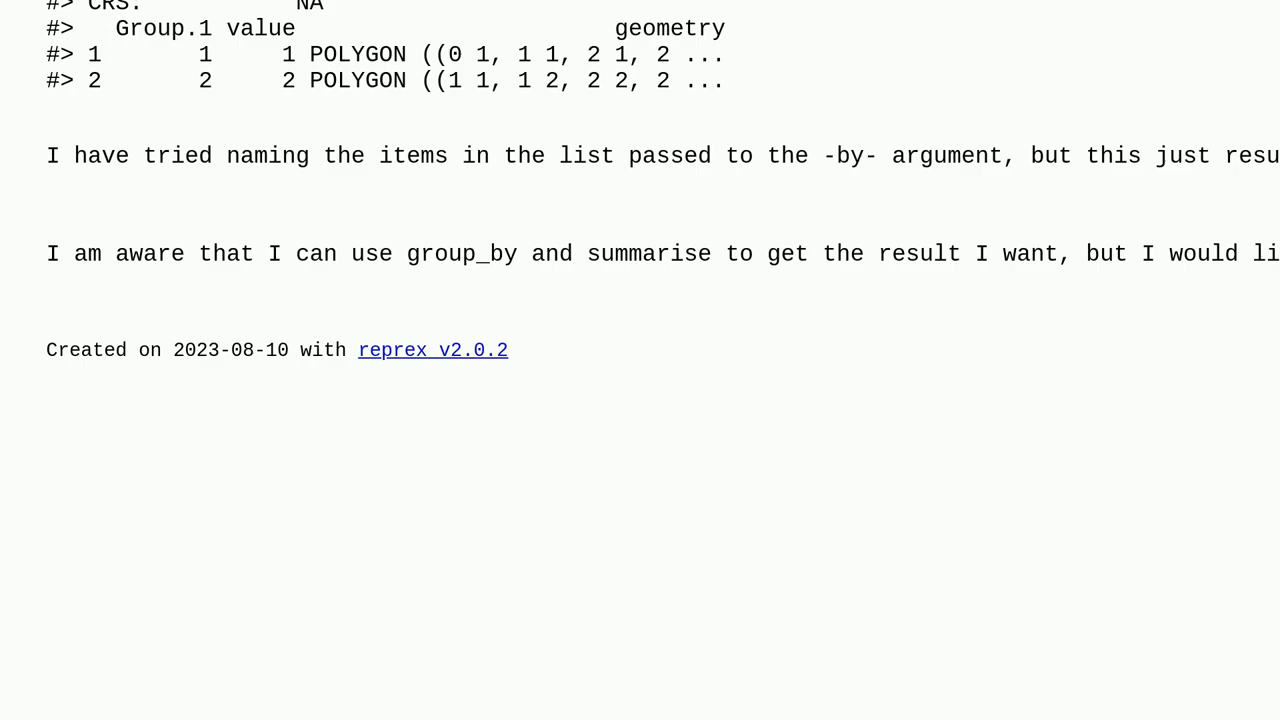 #> CRS:           NA
#>   Group.1 value                       geometry
#> 1       1     1 POLYGON ((0 1, 1 1, 2 1, 2 ...
#> 2       2     2 POLYGON ((1 1, 1 2, 2 2, 2 ...
I have tried naming the items in the list passed to the -by- argument, but this just
I am aware that I can use group_by and summarise to get the result I want, but I would
Created on 2023-08-10 with reprex v2.0.2